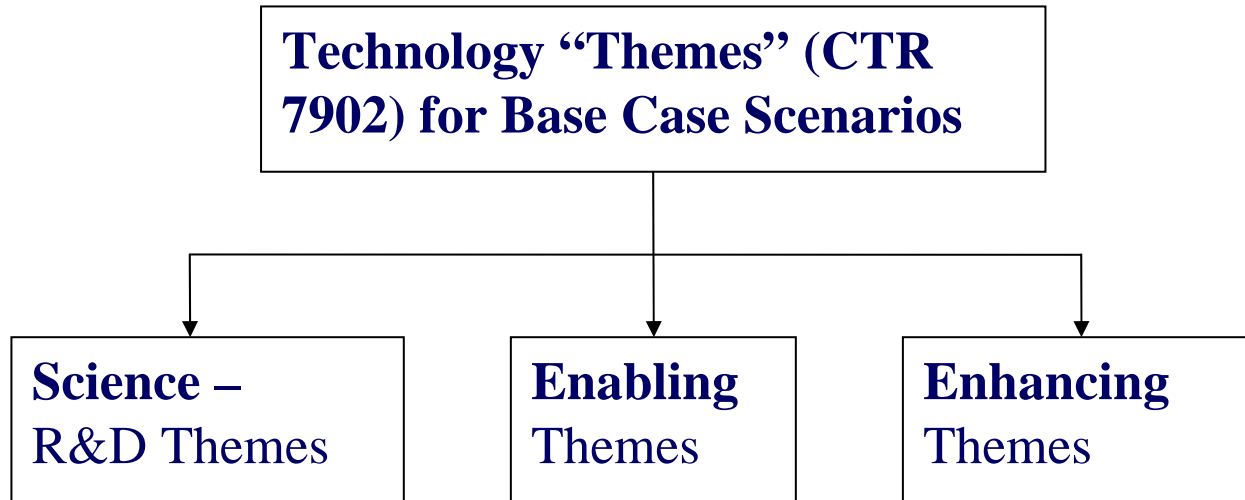 Technology “Themes” (CTR
7902) for Base Case Scenarios
Science –
R&D Themes
Enabling
Themes
Enhancing
Themes